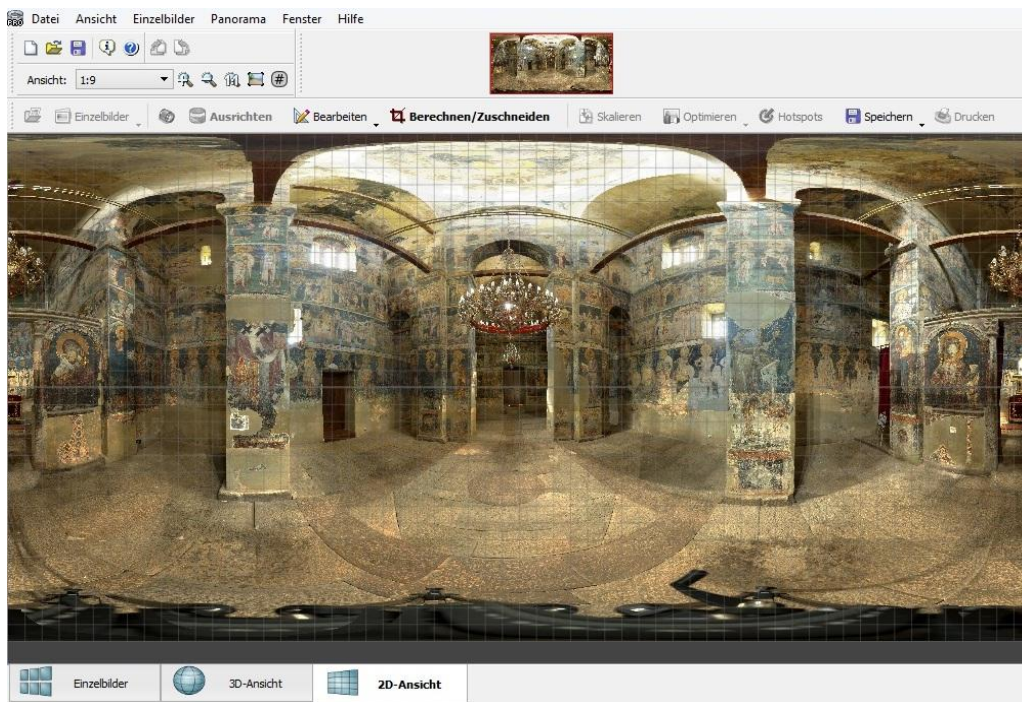 PRO Datei Ansicht Einzelbilder Panorama Fenster Hilfe
Ansicht: 1:9 #
Einzelbilder Ausrichten Bearbeiten Berechnen/Zuschneiden Skalieren Optimieren Hotspots Speichern Drucken
Einzelbilder 3D-Ansicht 2D-Ansicht